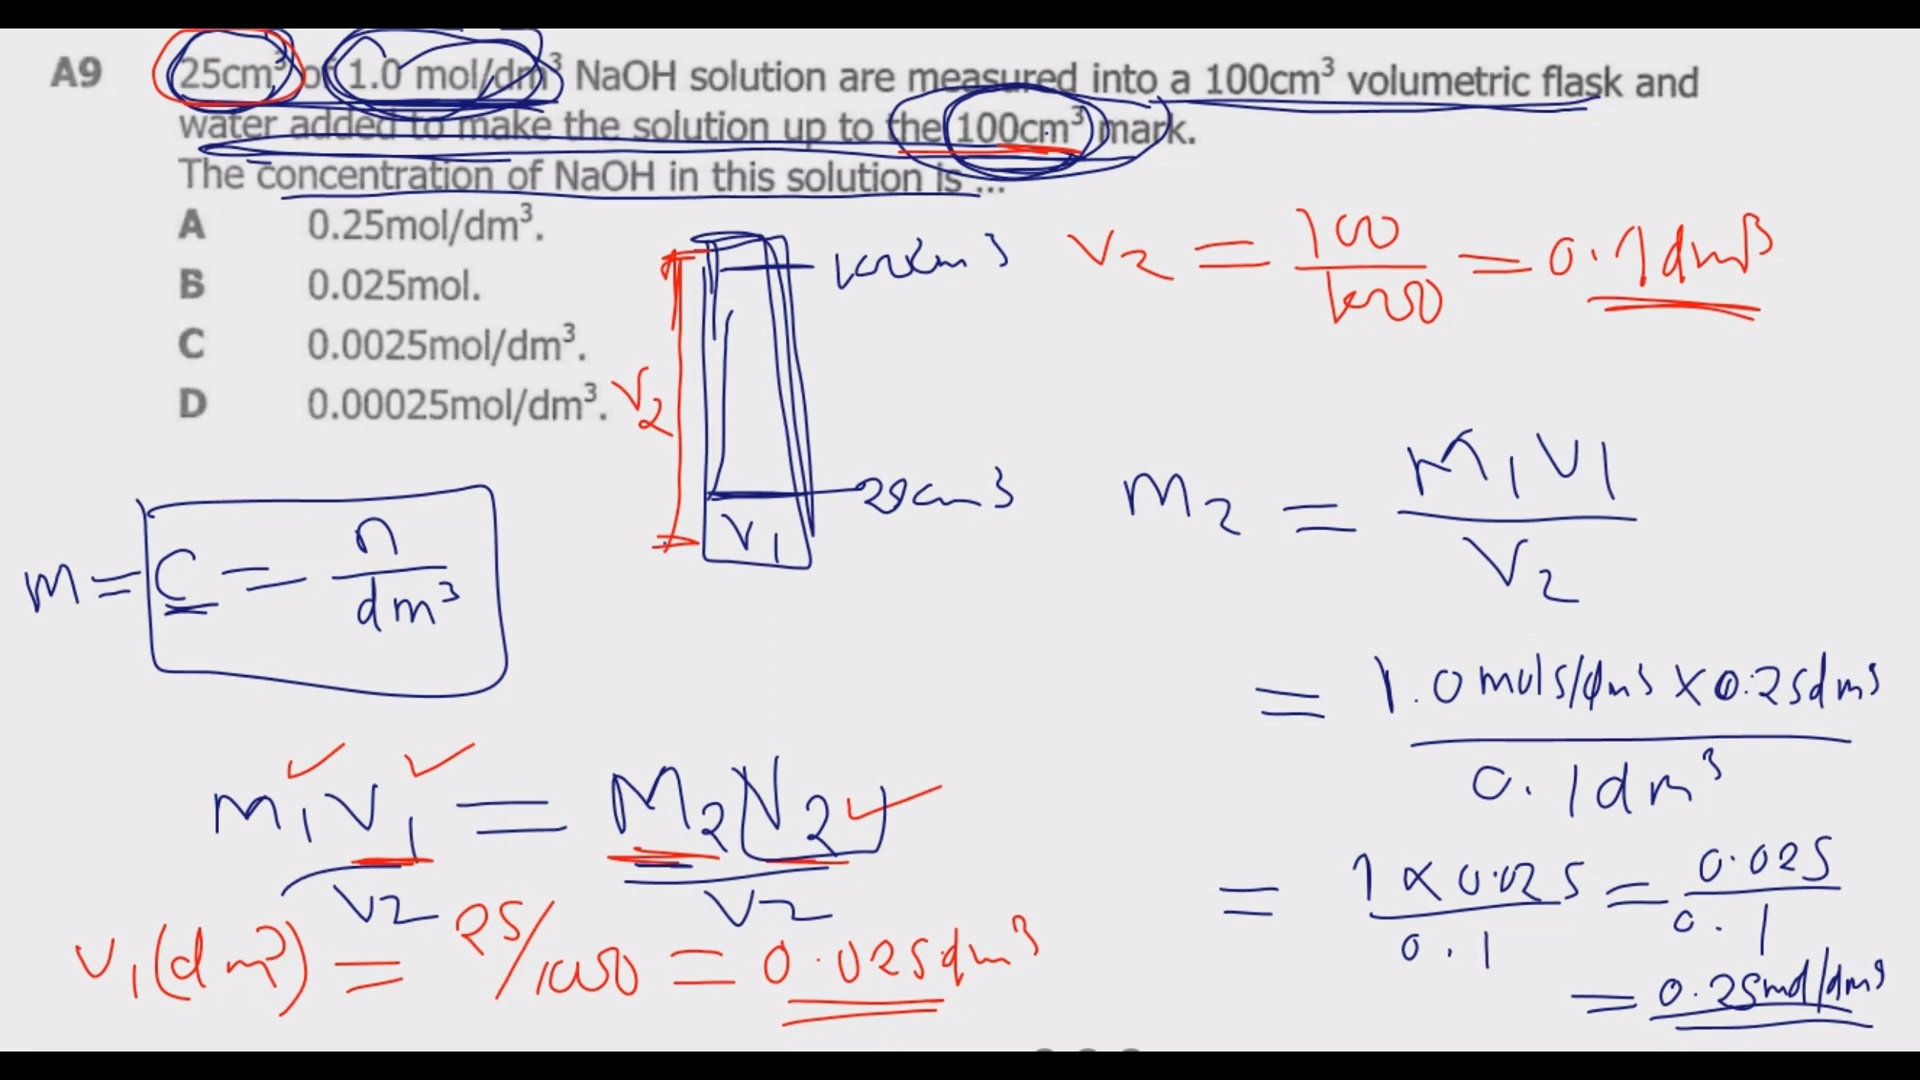 A9 25cm³ of 1.0 mol/dm³ NaOH solution are measured into a 100cm³ volumetric flask and
water added to make the solution up to the 100cm³ mark.
The concentration of NaOH in this solution is ...
A 0.25mol/dm³.
B 0.025mol.
C 0.0025mol/dm³.
D 0.00025mol/dm³.
V2
V1
V2 = 100/1000 = 0.1dm³
m = C = n/dm³
M2 = M1V1/V2
= 1.0mols/dm³ × 0.25dm³
0.1dm³
m1V1 = M2V2
V2 V2
= 1 × 0.025/0.1 = 0.025/0.1
V1(dm³) = 25/1000 = 0.025dm³
= 0.25mol/dm³